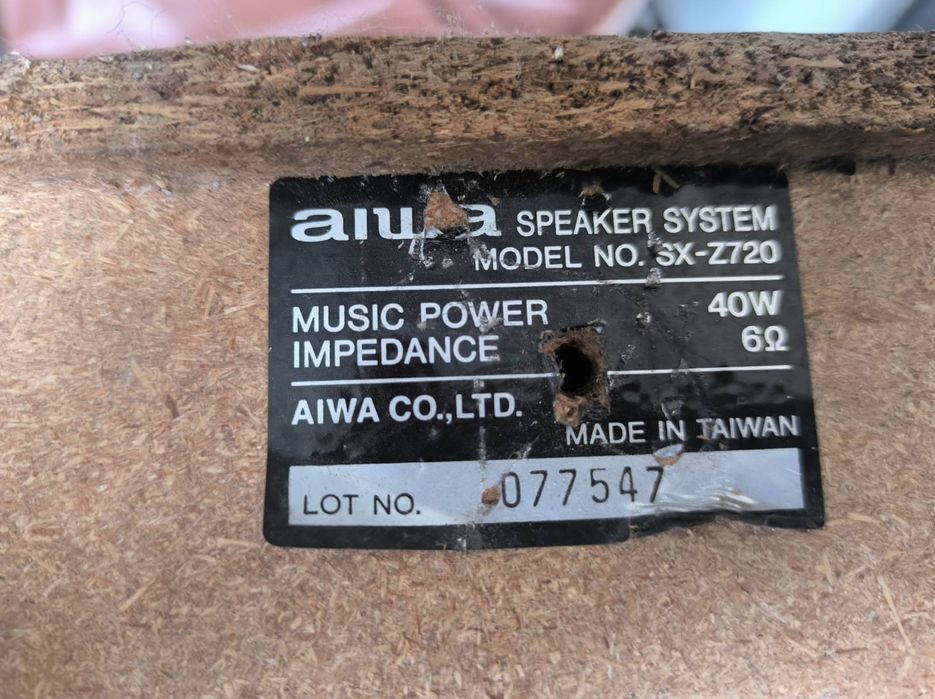 aiwa SPEAKER SYSTEM
MODEL NO. SX-Z720
MUSIC POWER 40W
IMPEDANCE 6Ω
AIWA CO.,LTD.
MADE IN TAIWAN
LOT NO. 077547